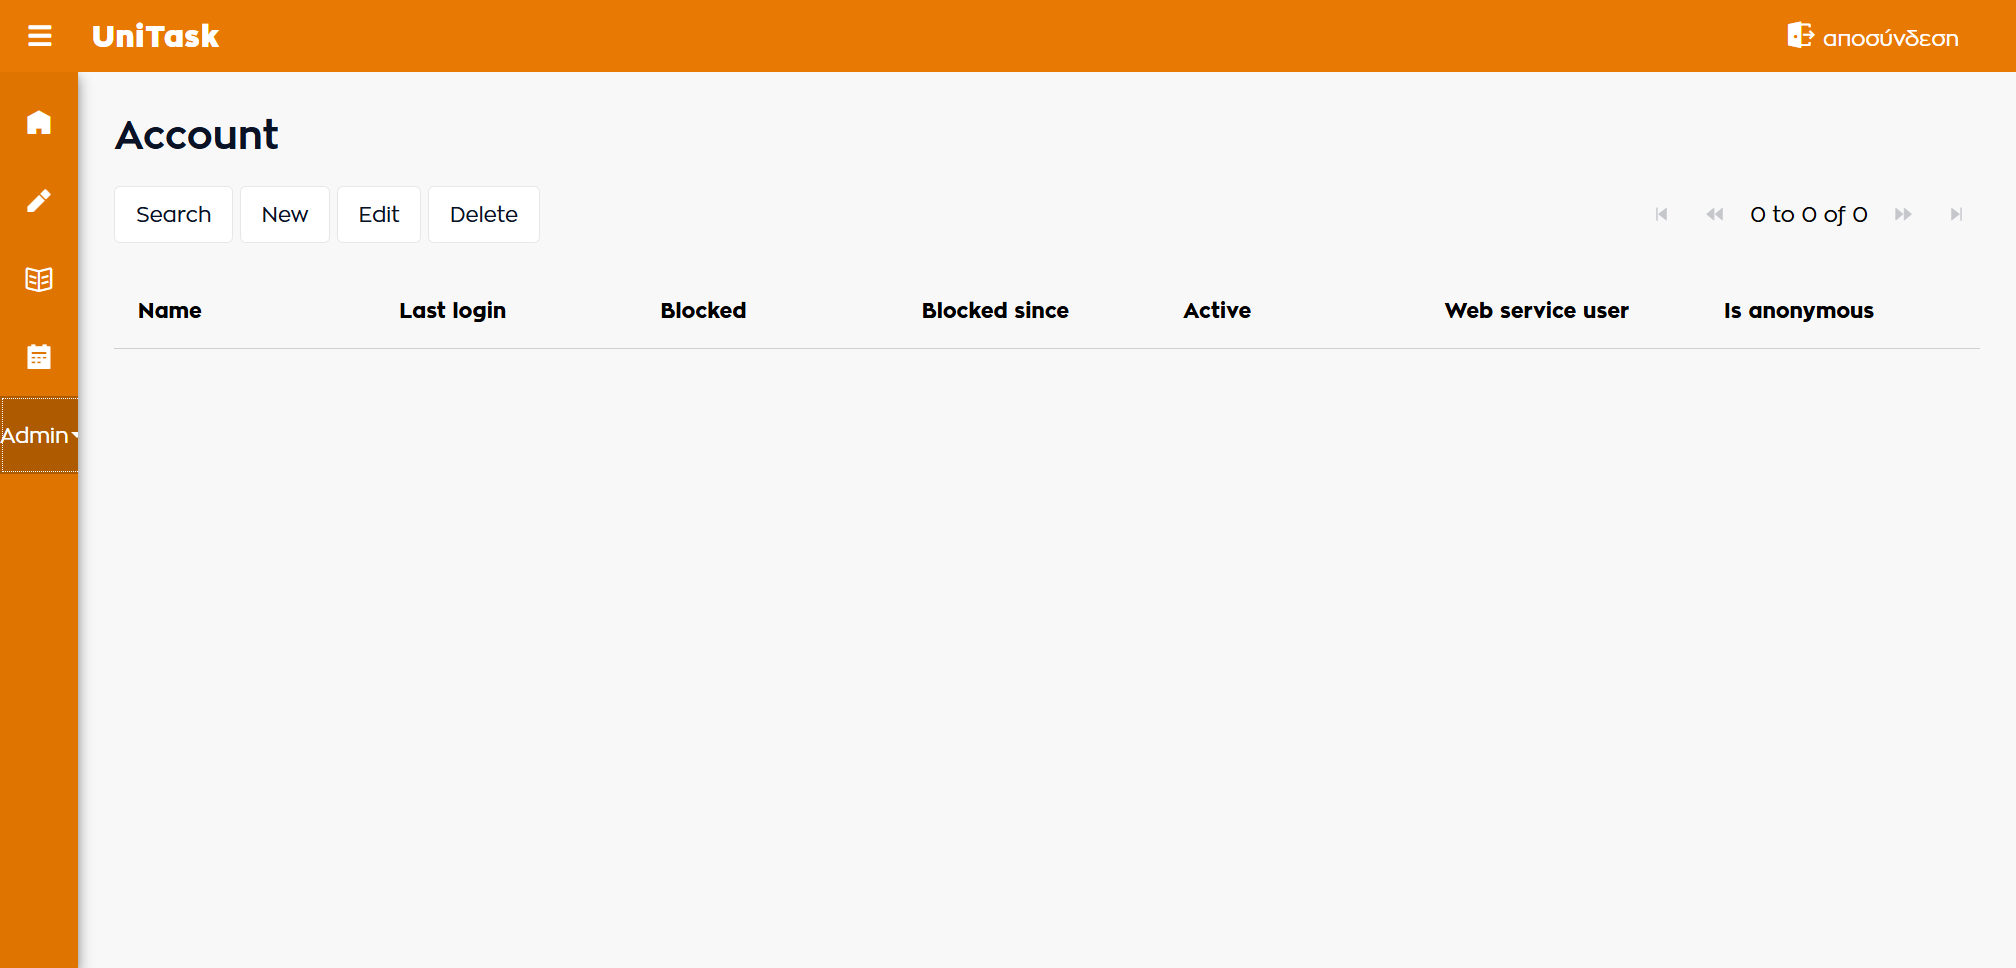 UniTask
αποσύνδεση
Account
Search New Edit Delete
0 to 0 of 0
Name Last login Blocked Blocked since Active Web service user Is anonymous
Admin